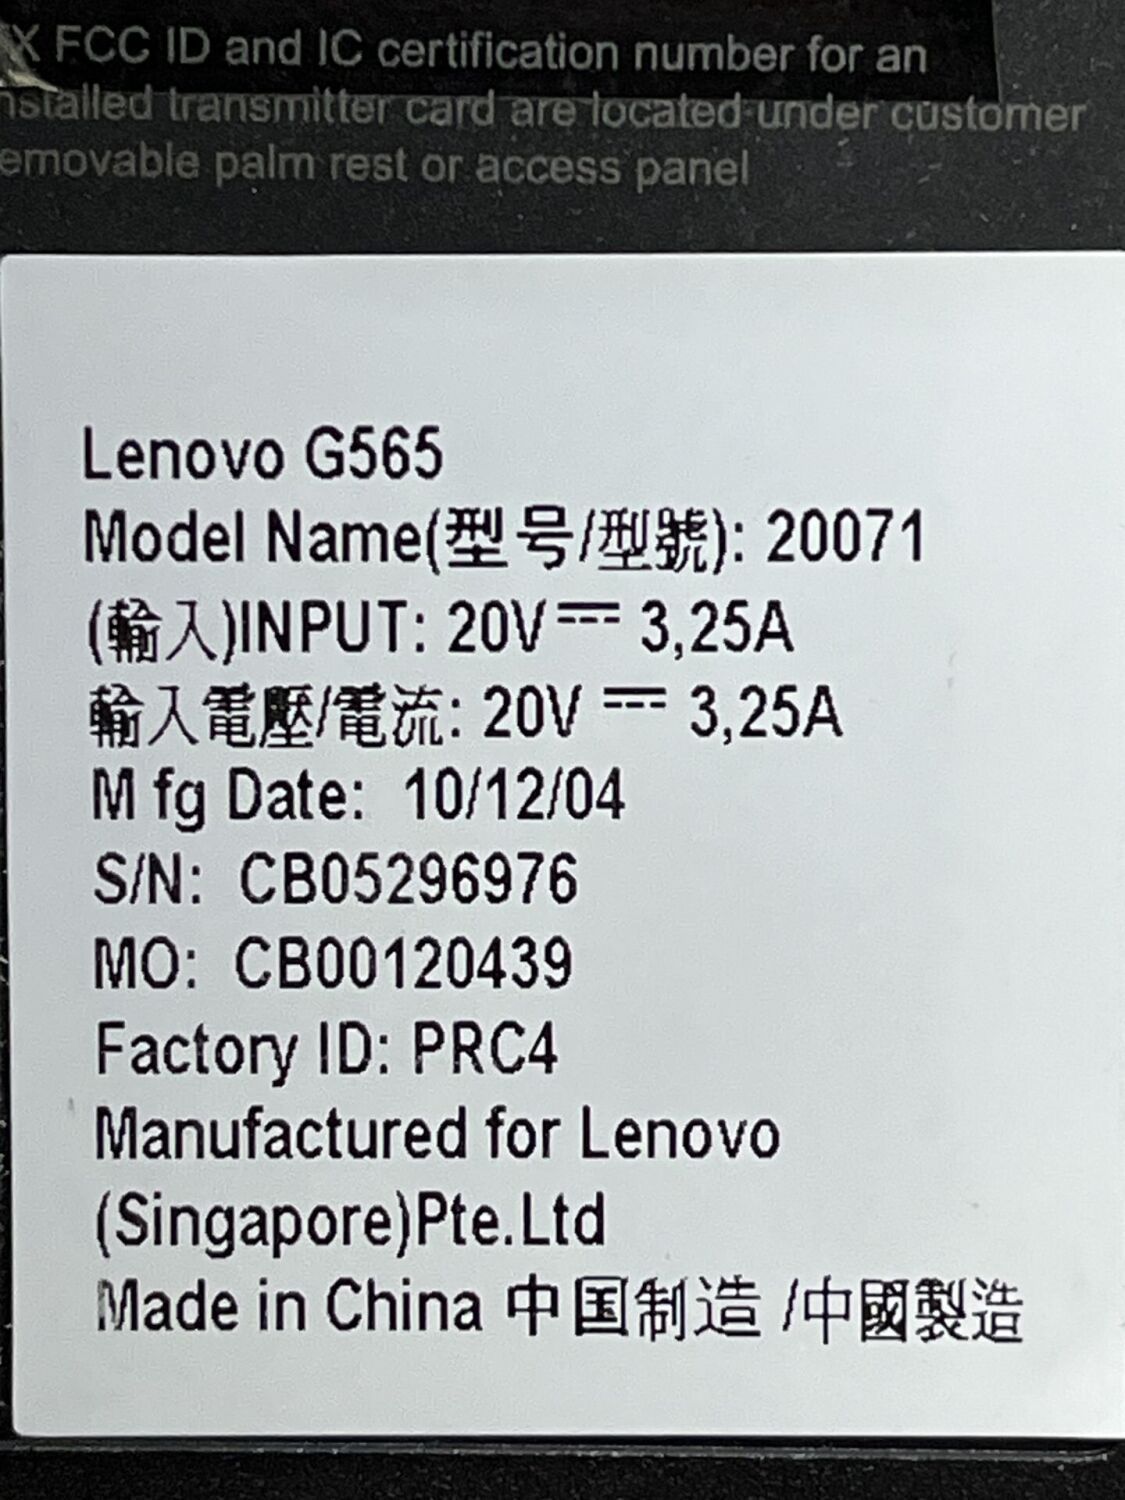 X FCC ID and IC certification number for an
nstalled transmitter card are located under customer
emovable palm rest or access panel
Lenovo G565
Model Name(型号/型號): 20071
(輸入)INPUT: 20V⎓ 3,25A
輸入電壓/電流: 20V ⎓ 3,25A
Mfg Date: 10/12/04
S/N: CB05296976
MO: CB00120439
Factory ID: PRC4
Manufactured for Lenovo
(Singapore)Pte.Ltd
Made in China 中国制造 /中國製造